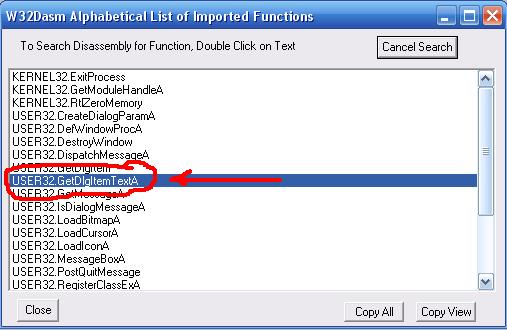 W32Dasm Alphabetical List of Imported Functions
To Search Disassembly for Function, Double Click on Text
Cancel Search
KERNEL32.ExitProcess
KERNEL32.GetModuleHandleA
KERNEL32.RtlZeroMemory
USER32.CreateDialogParamA
USER32.DefWindowProcA
USER32.DestroyWindow
USER32.DispatchMessageA
USER32.GetDlgItem
USER32.GetDlgItemTextA
USER32.GetMessageA
USER32.IsDialogMessageA
USER32.LoadBitmapA
USER32.LoadCursorA
USER32.LoadIconA
USER32.MessageBoxA
USER32.PostQuitMessage
USER32.RegisterClassExA
Close
Copy All
Copy View